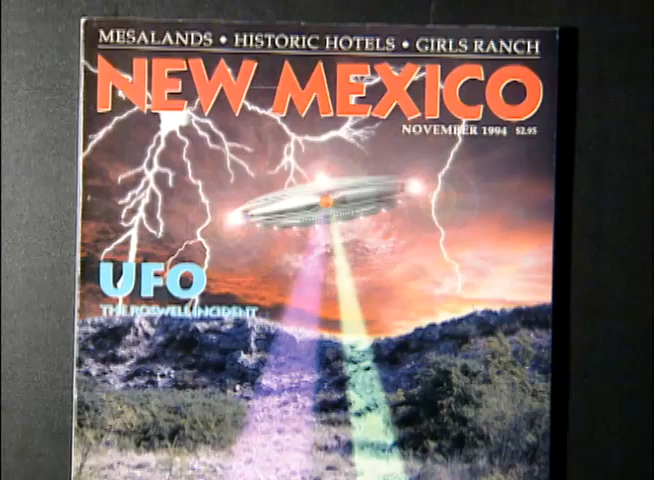 MESALANDS • HISTORIC HOTELS • GIRLS RANCH
NEW MEXICO
NOVEMBER 1994 $2.95
UFO
THE ROSWELL INCIDENT